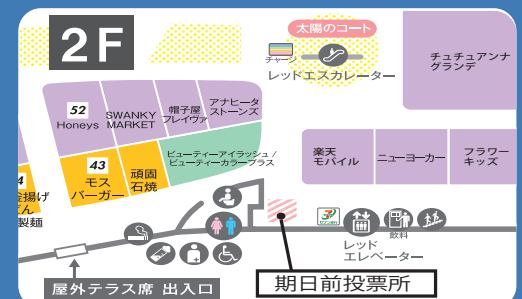 2F
太陽のコート
チャージ
レッドエスカレーター
チュチュアンナ
グランデ
52
Honeys
SWANKY
MARKET
帽子屋
フレイヴァ
アナヒータ
ストーンズ
43
モス
バーガー
頑固
石焼
ビューティーアイラッシュ /
ビューティーカラープラス
楽天
モバイル
ニューヨーカー
フラワー
キッズ
4
釜揚げ
製麺
飲料
レッド
エレベーター
屋外テラス席 出入口
期日前投票所